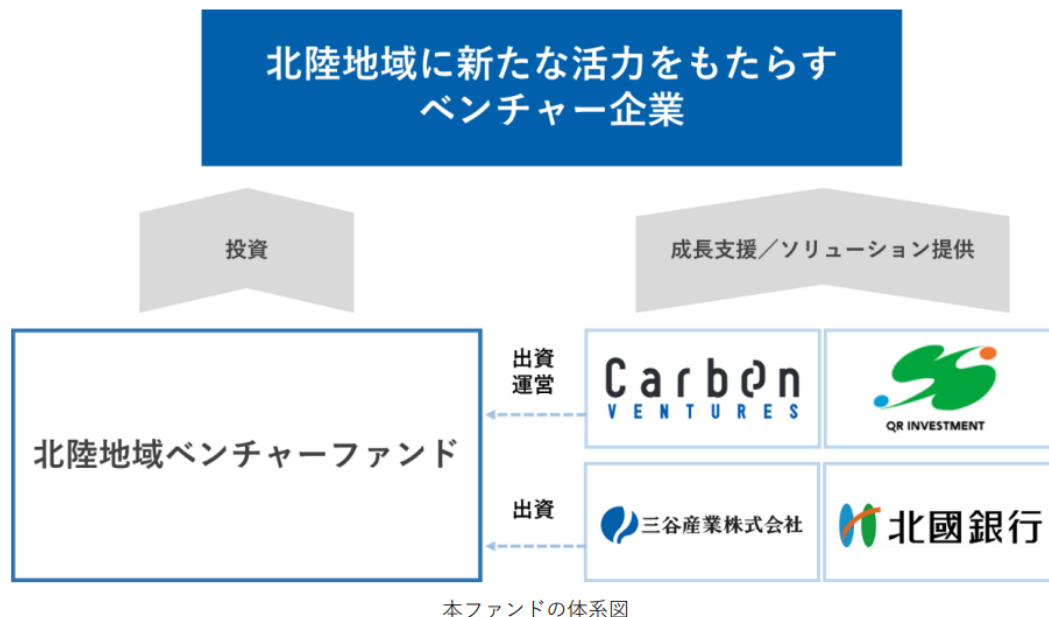 北陸地域に新たな活力をもたらす
ベンチャー企業
投資
成長支援／ソリューション提供
北陸地域ベンチャーファンド
出資
運営
Carbon
VENTURES
QR INVESTMENT
出資
三谷産業株式会社
北國銀行
本ファンドの体系図